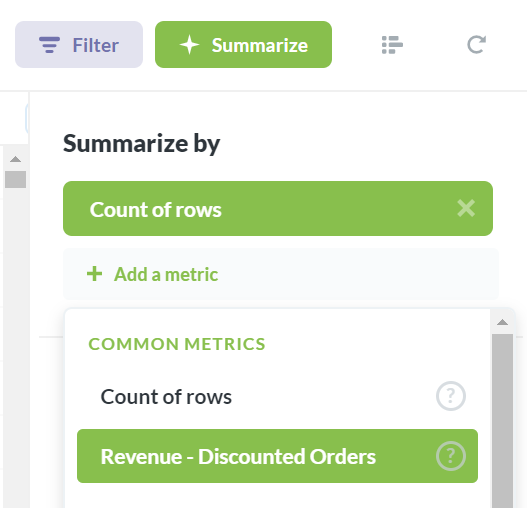 Filter
Summarize
Summarize by
Count of rows
Add a metric
COMMON METRICS
Count of rows
?
Revenue - Discounted Orders
?